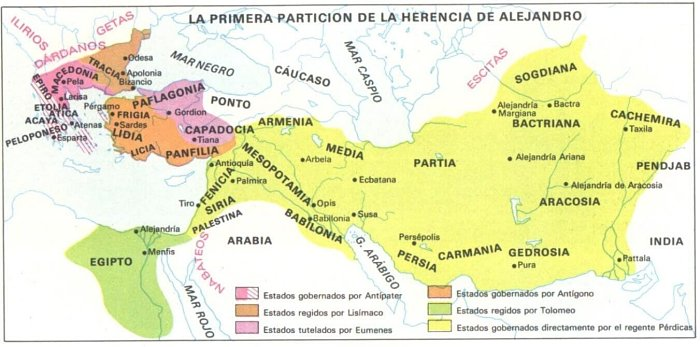 LA PRIMERA PARTICION DE LA HERENCIA DE ALEJANDRO
ILIRIOS
GETAS
DÁRDANOS
Odesa
TRACIA
Apolonia
Bizancio
MACEDONIA
Pela
EPIRO
Larisa
ETOLIA
ATICA
ACAYA
Atenas
PELOPONESO
Esparta
MAR NEGRO
CÁUCASO
MAR CASPIO
ESCITAS
SOGDIANA
PAFLAGONIA
PONTO
Pérgamo
FRIGIA
Gordion
Sardes
LIDIA
CAPADOCIA
Tiana
LICIA
PANFILIA
ARMENIA
Alejandría
Margiana
Bactra
BACTRIANA
CACHEMIRA
Taxila
Antioquía
MESOPOTAMIA
Arbela
MEDIA
PARTIA
Alejandría Ariana
PENDJAB
FENICIA
Palmira
Ecbatana
Alejandría de Aracosia
Tiro
SIRIA
Opis
Susa
ARACOSIA
PALESTINA
Babilonia
BABILONIA
Alejandría
Menfis
EGIPTO
NABATEOS
ARABIA
G. ARÁBIGO
Persépolis
PERSIA
CARMANIA
GEDROSIA
Pura
INDIA
Pattala
MAR ROJO
Estados gobernados por Antípater
Estados gobernados por Antígono
Estados regidos por Lisímaco
Estados regidos por Tolomeo
Estados tutelados por Eumenes
Estados gobernados directamente por el regente Pérdicas